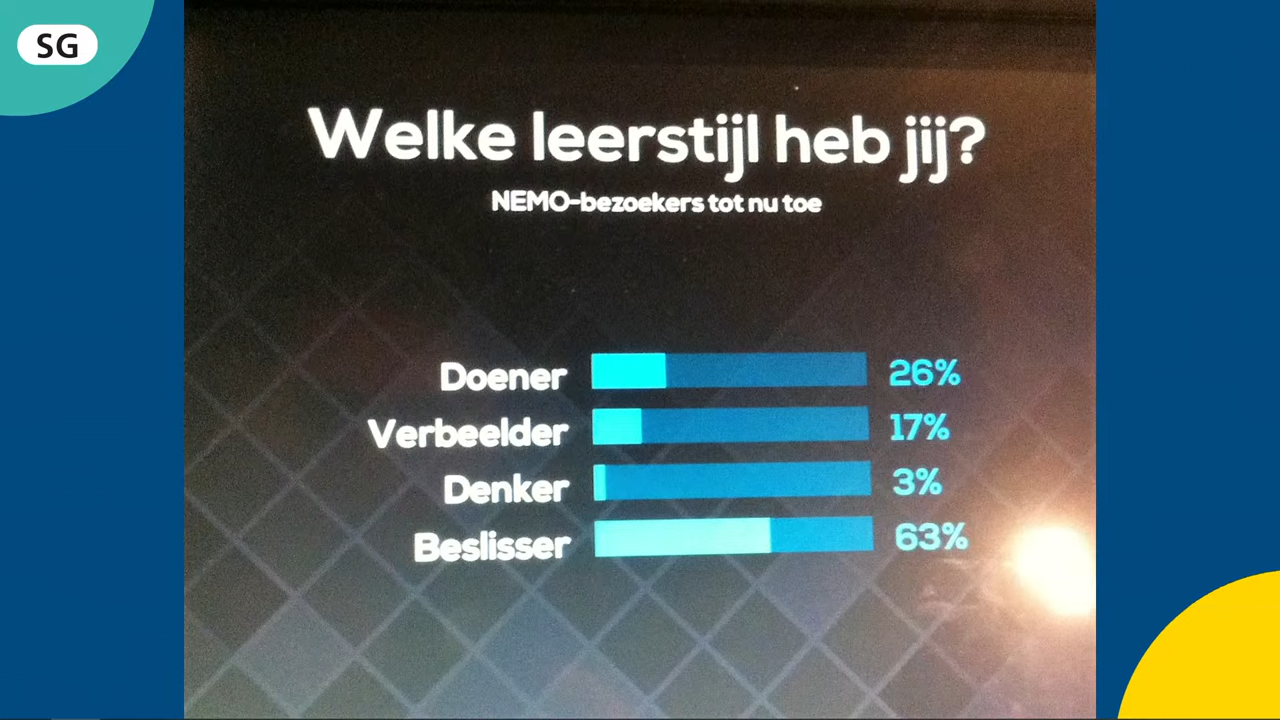 SG
Welke leerstijl heb jij?
NEMO-bezoekers tot nu toe
Doener 26%
Verbeelder 17%
Denker 3%
Beslisser 63%